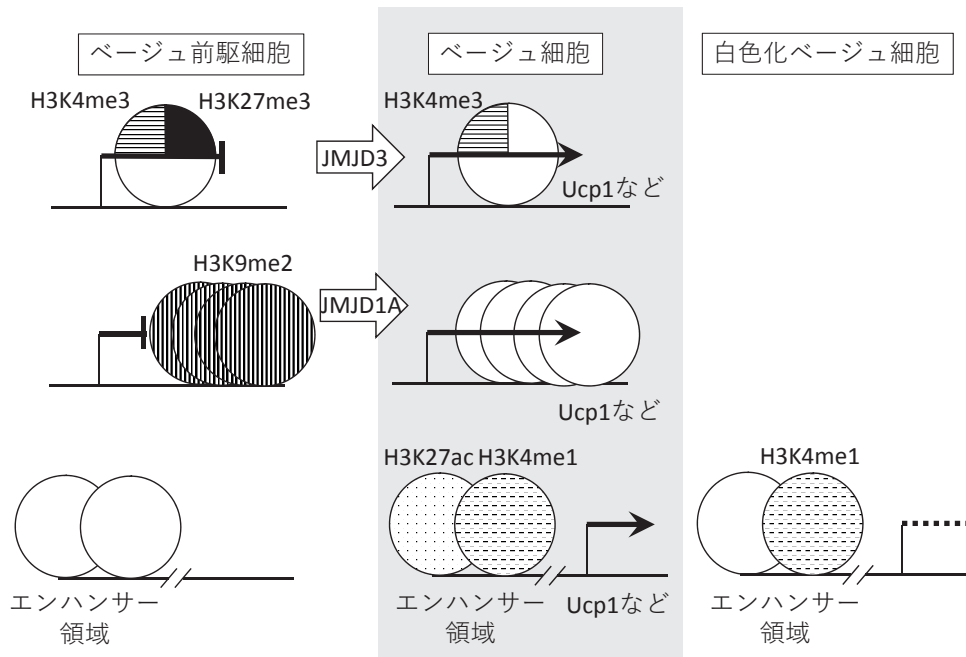 ベージュ前駆細胞
ベージュ細胞
白色化ベージュ細胞
H3K4me3
H3K27me3
JMJD3
H3K4me3
Ucp1など
H3K9me2
JMJD1A
Ucp1など
H3K27ac
H3K4me1
H3K4me1
エンハンサー
領域
エンハンサー
領域
Ucp1など
エンハンサー
領域